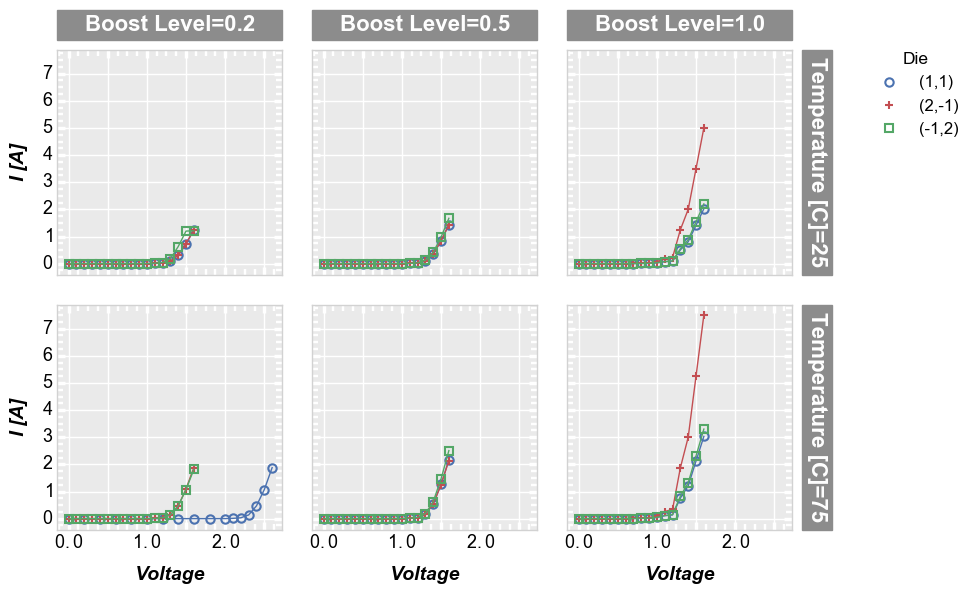 Boost Level=0.2
Boost Level=0.5
Boost Level=1.0
Die
(1,1)
(2,-1)
(-1,2)
7
6
5
4
3
2
1
0
I [A]
Temperature [C]=25
7
6
5
4
3
2
1
0
I [A]
Temperature [C]=75
0.0 1.0 2.0
0.0 1.0 2.0
0.0 1.0 2.0
Voltage
Voltage
Voltage